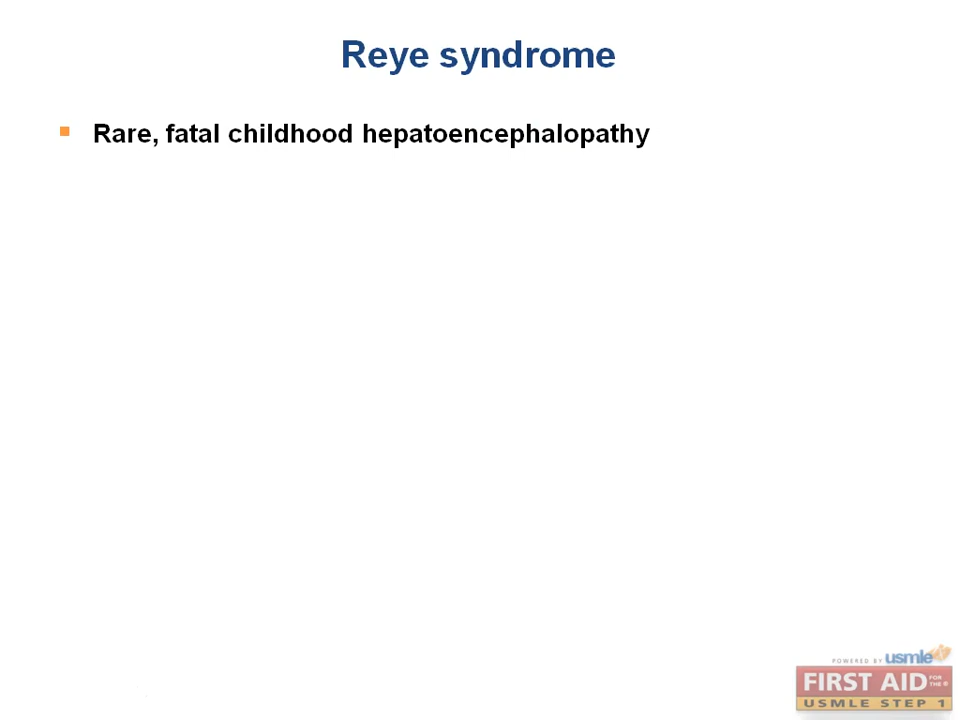 Reye syndrome
Rare, fatal childhood hepatoencephalopathy
POWERED BY usmle
FIRST AID FOR THE®
USMLE STEP 1